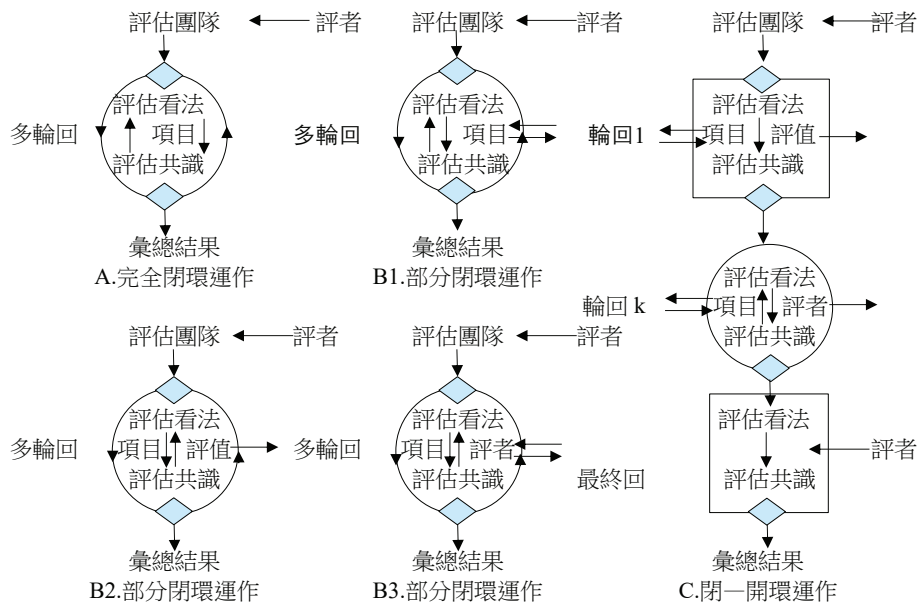 評估團隊 評者
評估看法
多輪回 項目
評估共識
彙總結果
A.完全閉環運作
評估團隊 評者
評估看法
多輪回 項目
評估共識
彙總結果
B1.部分閉環運作
評估團隊 評者
評估看法
多輪回 項目 評值
評估共識
彙總結果
B2.部分閉環運作
評估團隊 評者
評估看法
多輪回 項目 評者
評估共識
彙總結果
B3.部分閉環運作
評估團隊 評者
評估看法
輪回1 項目 評值
評估共識
評估看法
輪回 k 項目 評者
評估共識
評估看法
評者
最終回 評估共識
彙總結果
C.閉—開環運作